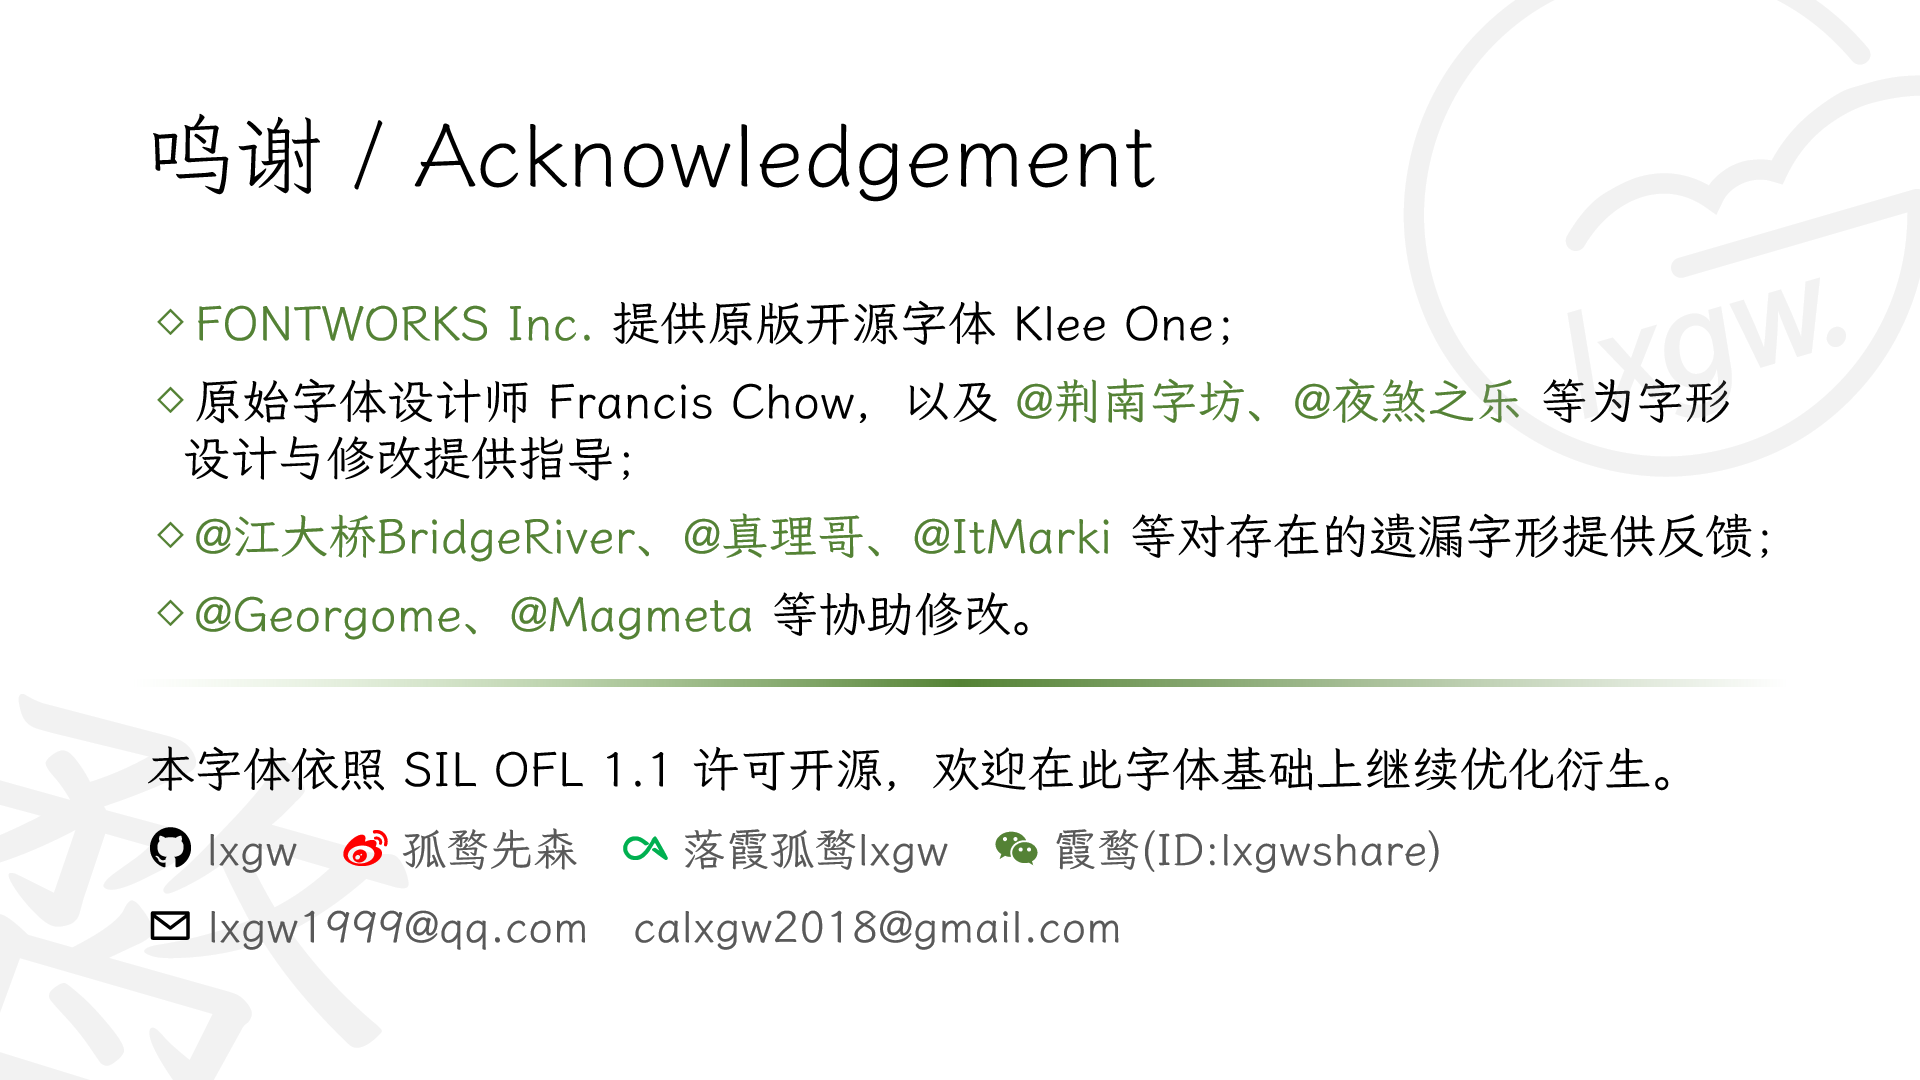 鸣谢 / Acknowledgement
lxgw.
◇ FONTWORKS Inc. 提供原版开源字体 Klee One；
◇ 原始字体设计师 Francis Chow，以及 @荆南字坊、@夜煞之乐 等为字形
设计与修改提供指导；
◇ @江大桥BridgeRiver、@真理哥、@ItMarki 等对存在的遗漏字形提供反馈；
◇ @Georgome、@Magmeta 等协助修改。
本字体依照 SIL OFL 1.1 许可开源，欢迎在此字体基础上继续优化衍生。
lxgw 孤鹜先森 落霞孤鹜lxgw 霞鹜(ID:lxgwshare)
lxgw1999@qq.com calxgw2018@gmail.com